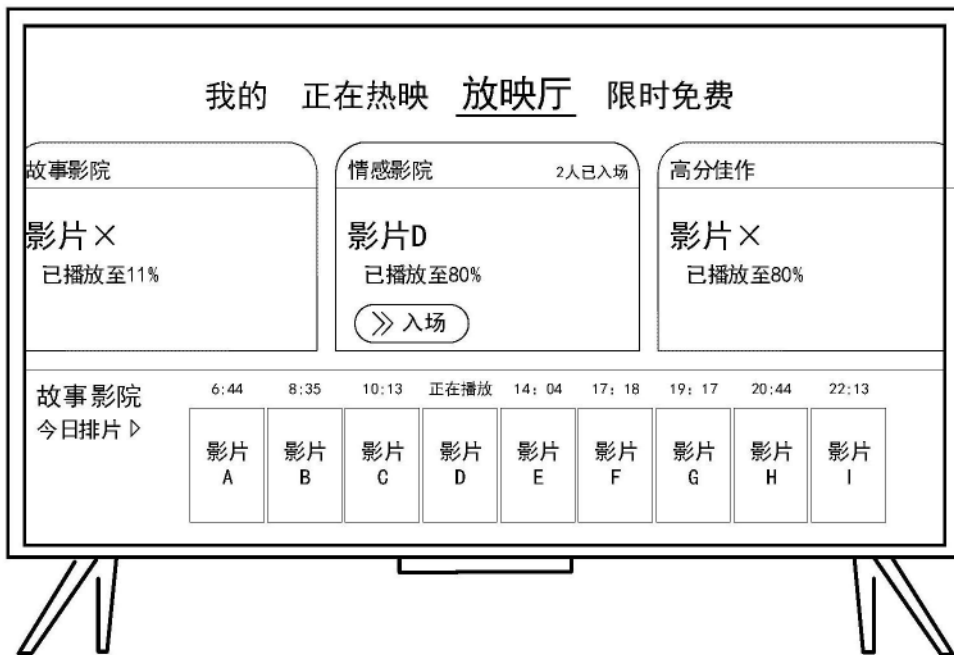 我的 正在热映 放映厅 限时免费
故事影院
影片×
已播放至11%
情感影院 2人已入场
影片D
已播放至80%
入场
高分佳作
影片×
已播放至80%
故事影院
今日排片
6:44 8:35 10:13 正在播放 14: 04 17: 18 19: 17 20:44 22:13
影片 影片 影片 影片 影片 影片 影片 影片 影片
A B C D E F G H I